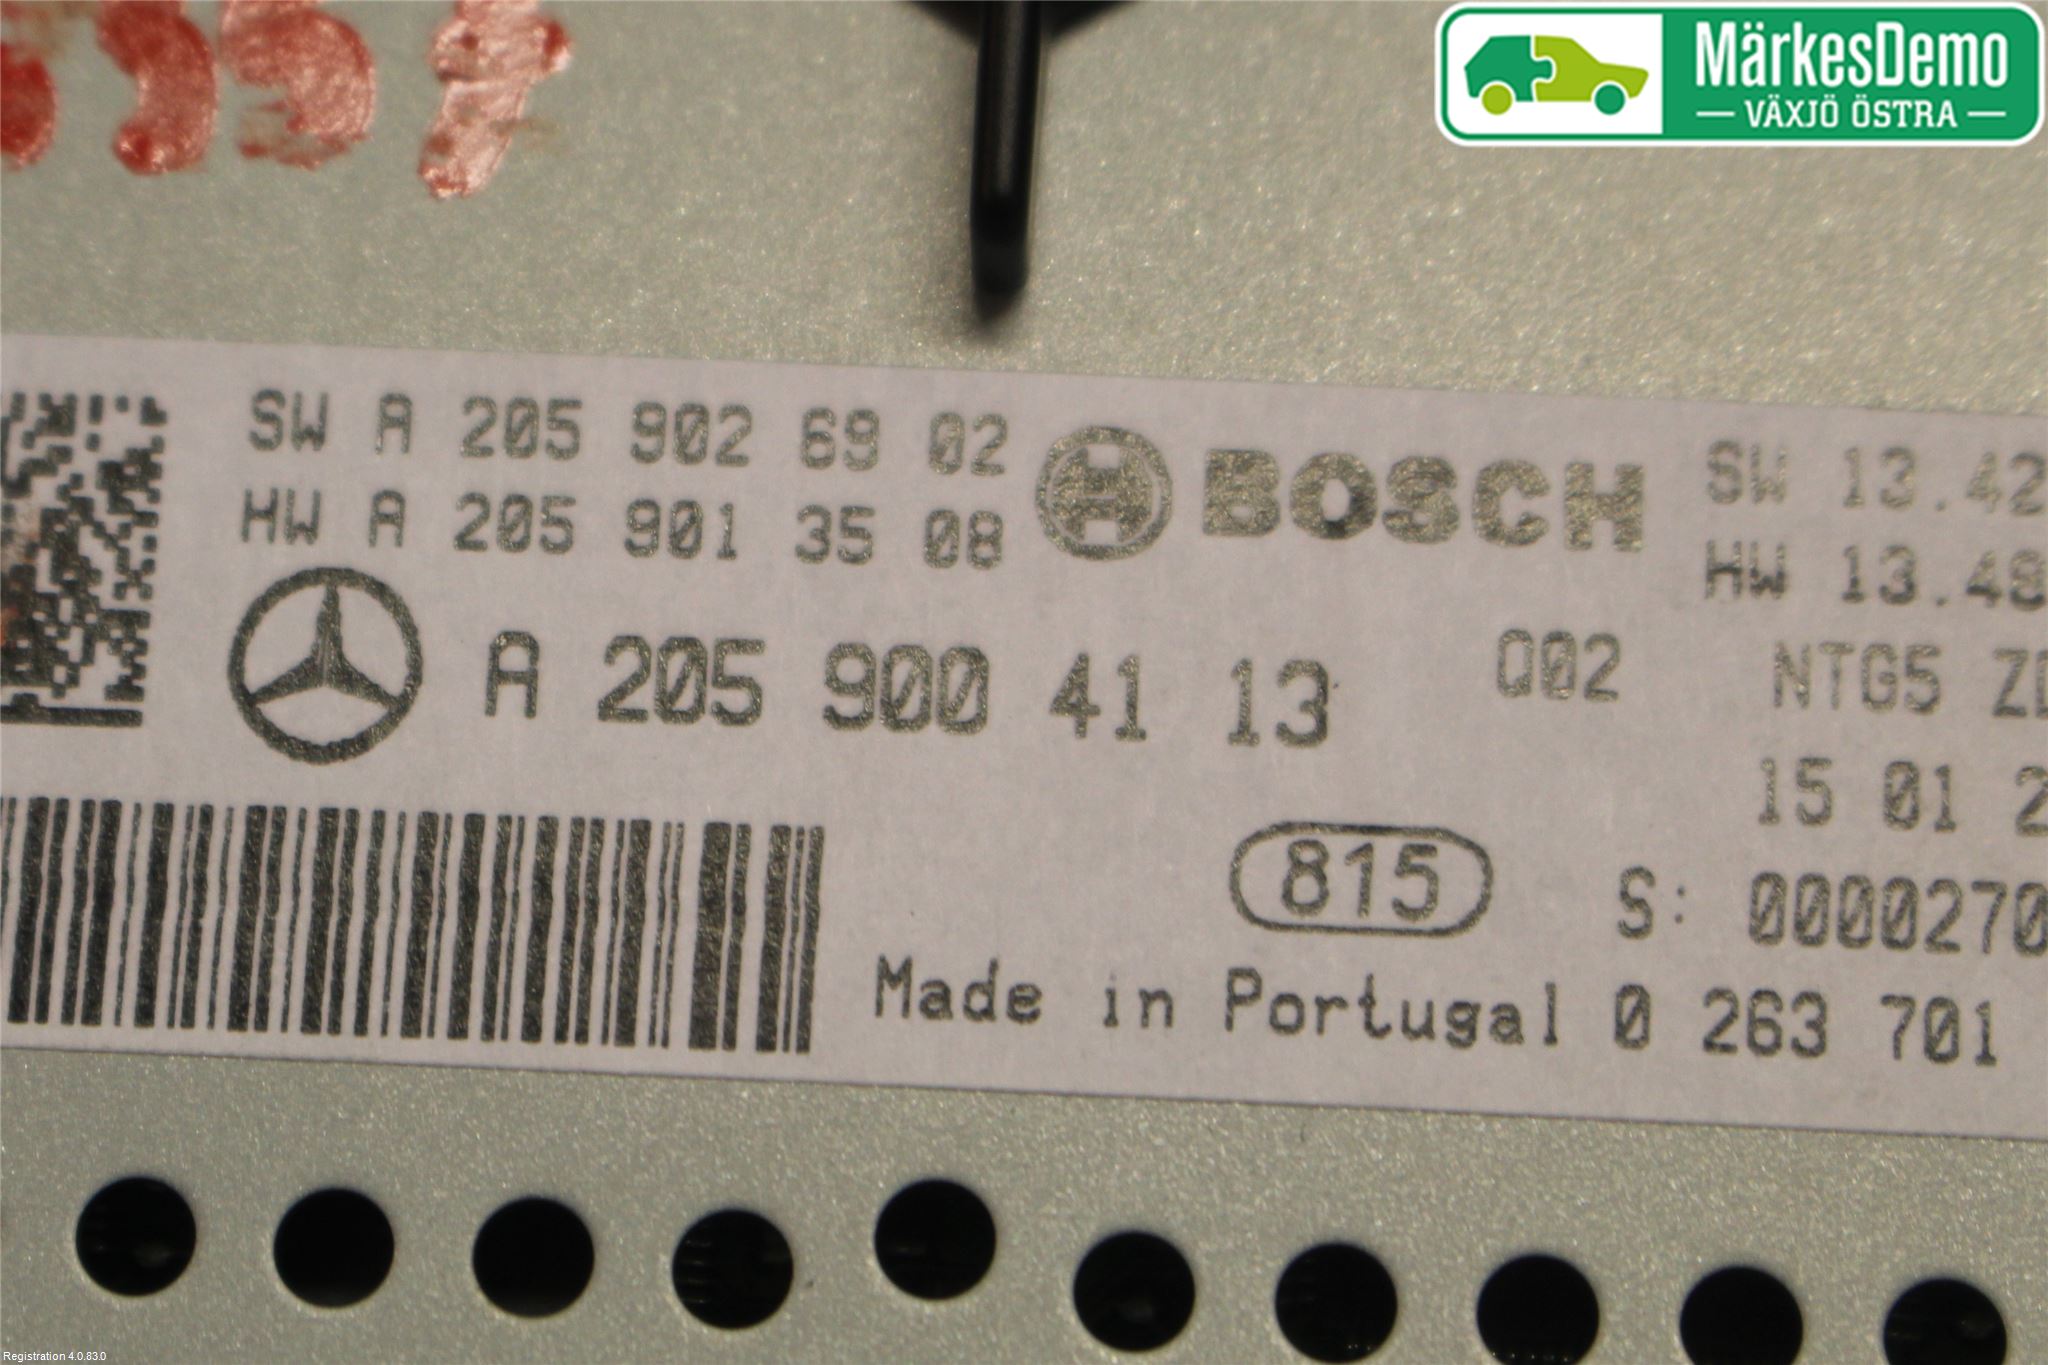 MärkesDemo
VÄXJÖ ÖSTRA
SW A 205 902 69 02
HW A 205 901 35 08
BOSCH
SW 13.42
HW 13.48
A 205 900 41 13
Q02
NTG5
15 01 2
815
S: 0000270
Made in Portugal 0 263 701
Registration 4.0.83.0